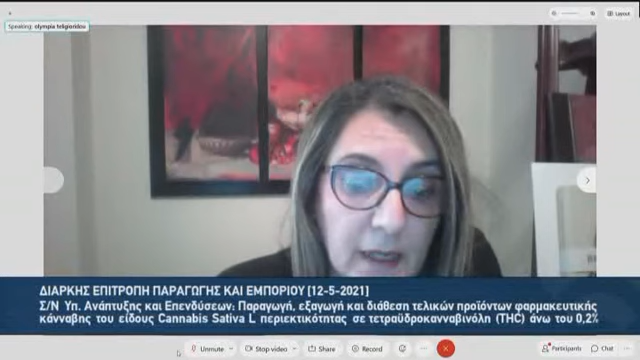 Layout
Speaking: olympia teligioridou
ΔΙΑΡΚΗΣ ΕΠΙΤΡΟΠΗ ΠΑΡΑΓΩΓΗΣ ΚΑΙ ΕΜΠΟΡΙΟΥ [12-5-2021]
Σ/Ν Υπ. Ανάπτυξης και Επενδύσεων: Παραγωγή, εξαγωγή και διάθεση τελικών προϊόντων φαρμακευτικής
κάνναβης του είδους Cannabis Sativa L περιεκτικότητας σε τετραϋδροκανναβινόλη (THC) άνω του 0,2%
Unmute Stop video Share Record Participants Chat